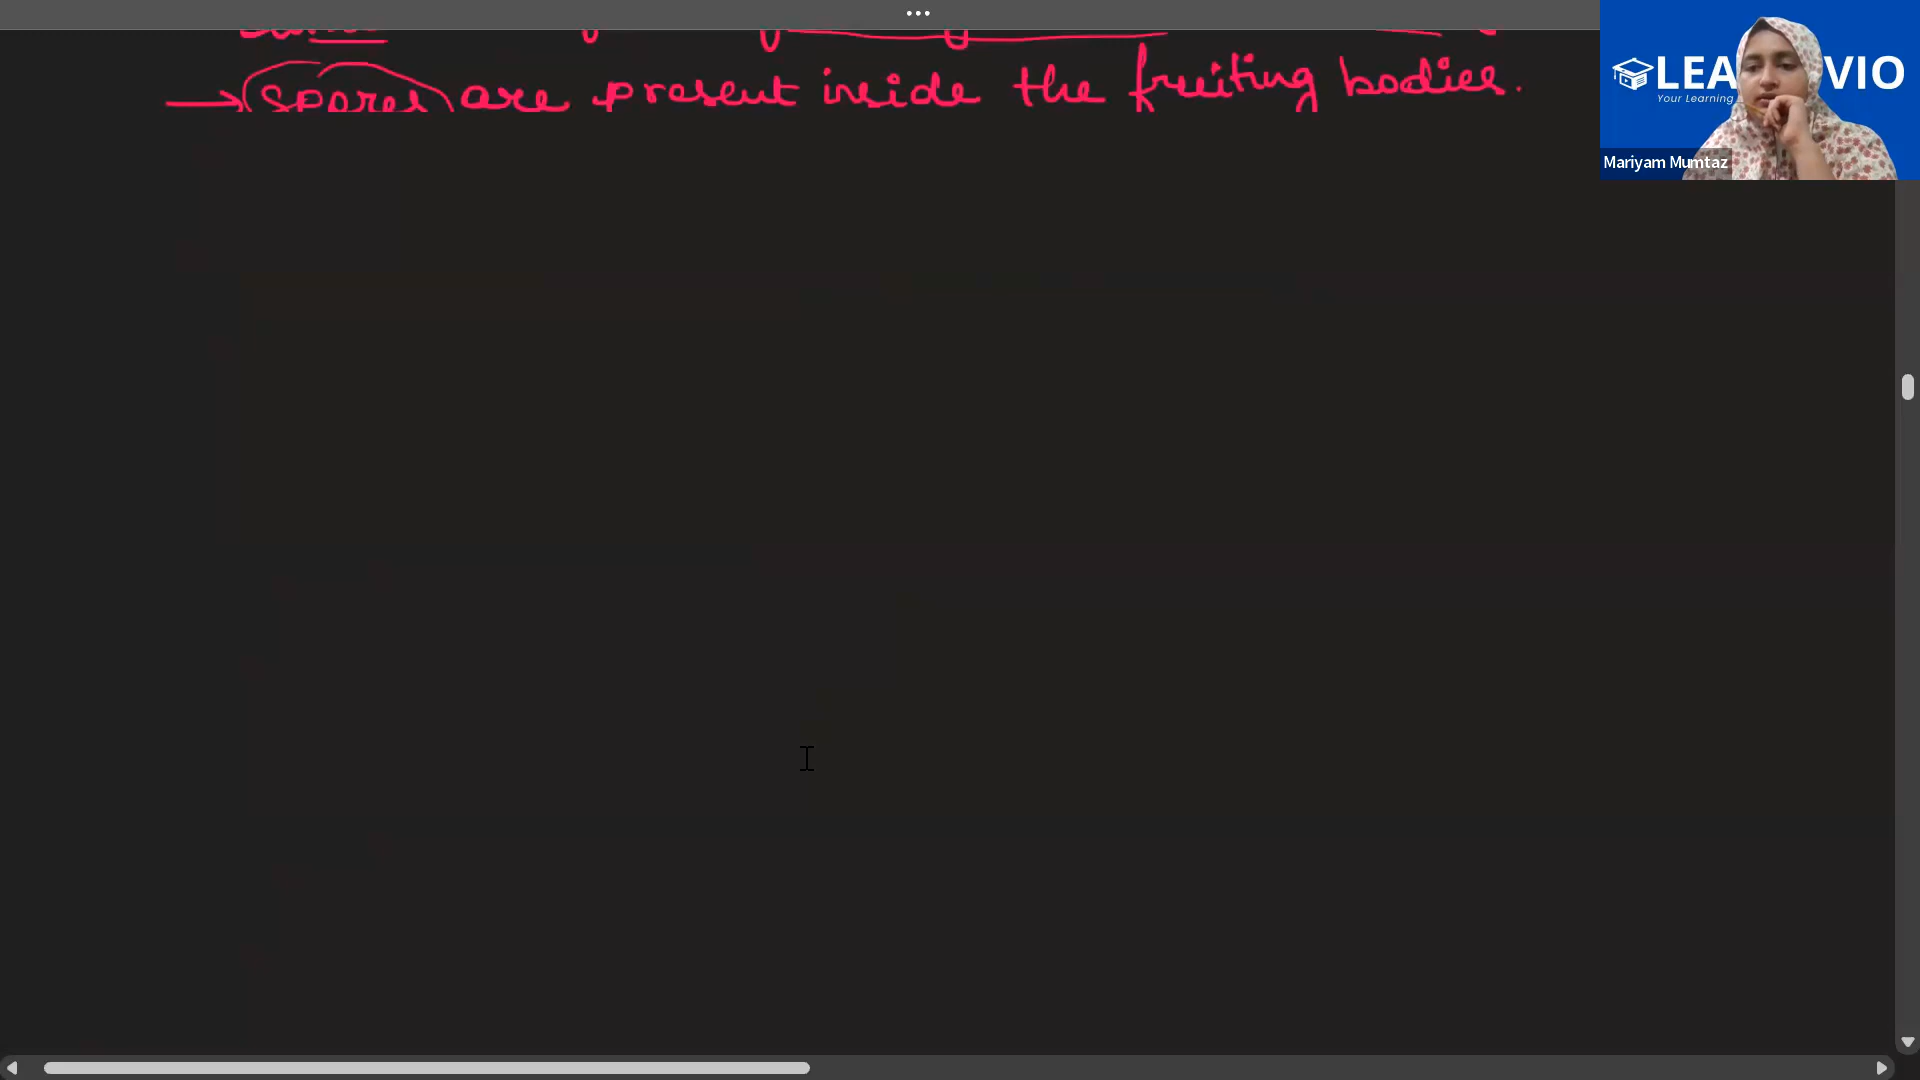 → Spores are present inside the fruiting bodies.
LEA VIO
Your Learning
Mariyam Mumtaz